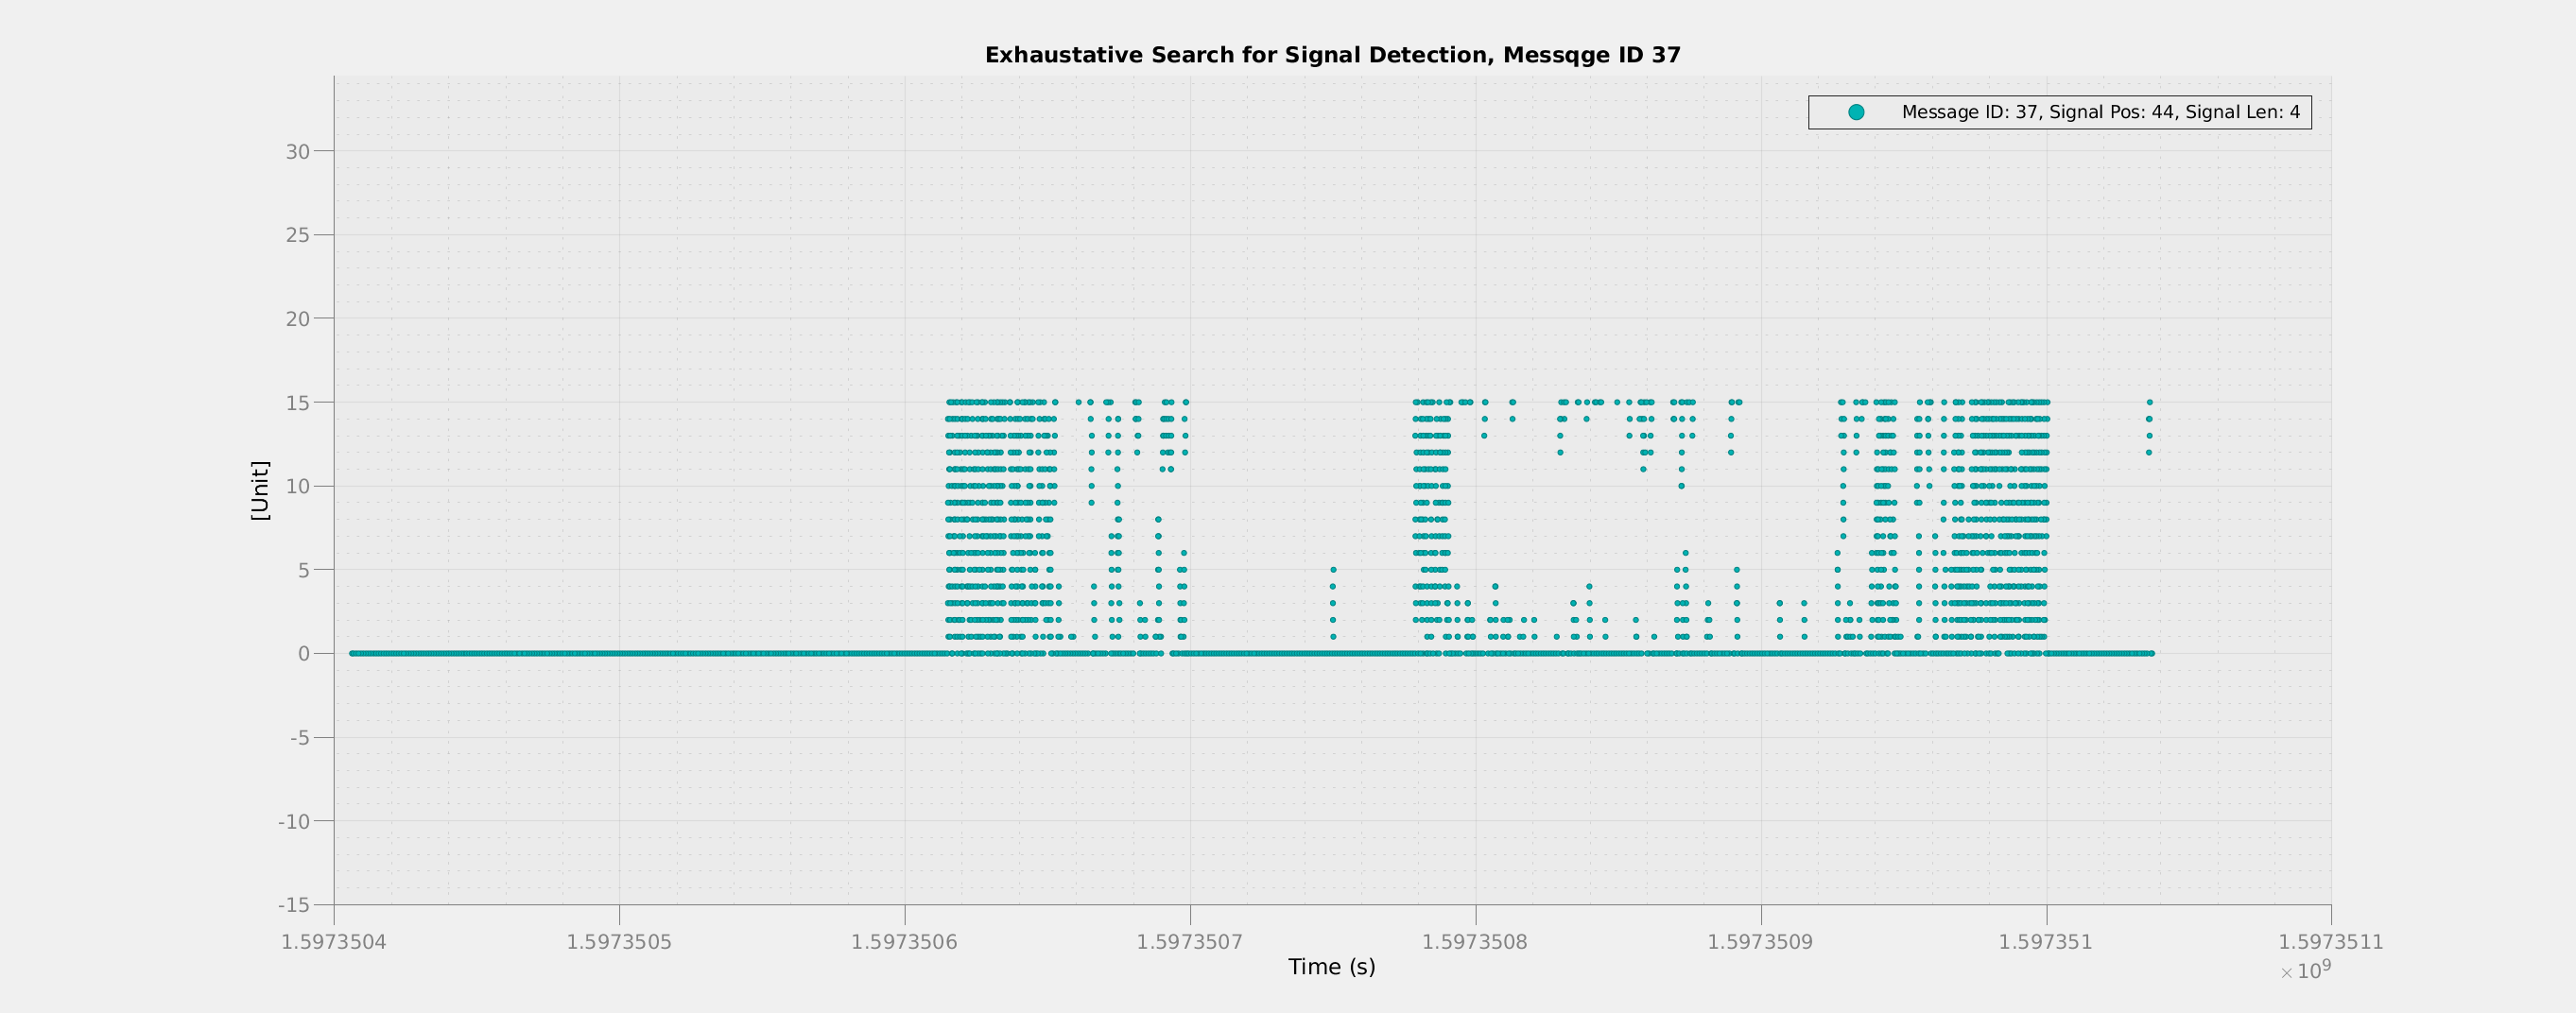 Exhaustative Search for Signal Detection, Messqge ID 37
Message ID: 37, Signal Pos: 44, Signal Len: 4
[Unit]
30
25
20
15
10
5
0
-5
-10
-15
1.5973504 1.5973505 1.5973506 1.5973507 1.5973508 1.5973509 1.597351 1.5973511
Time (s)
×10⁹